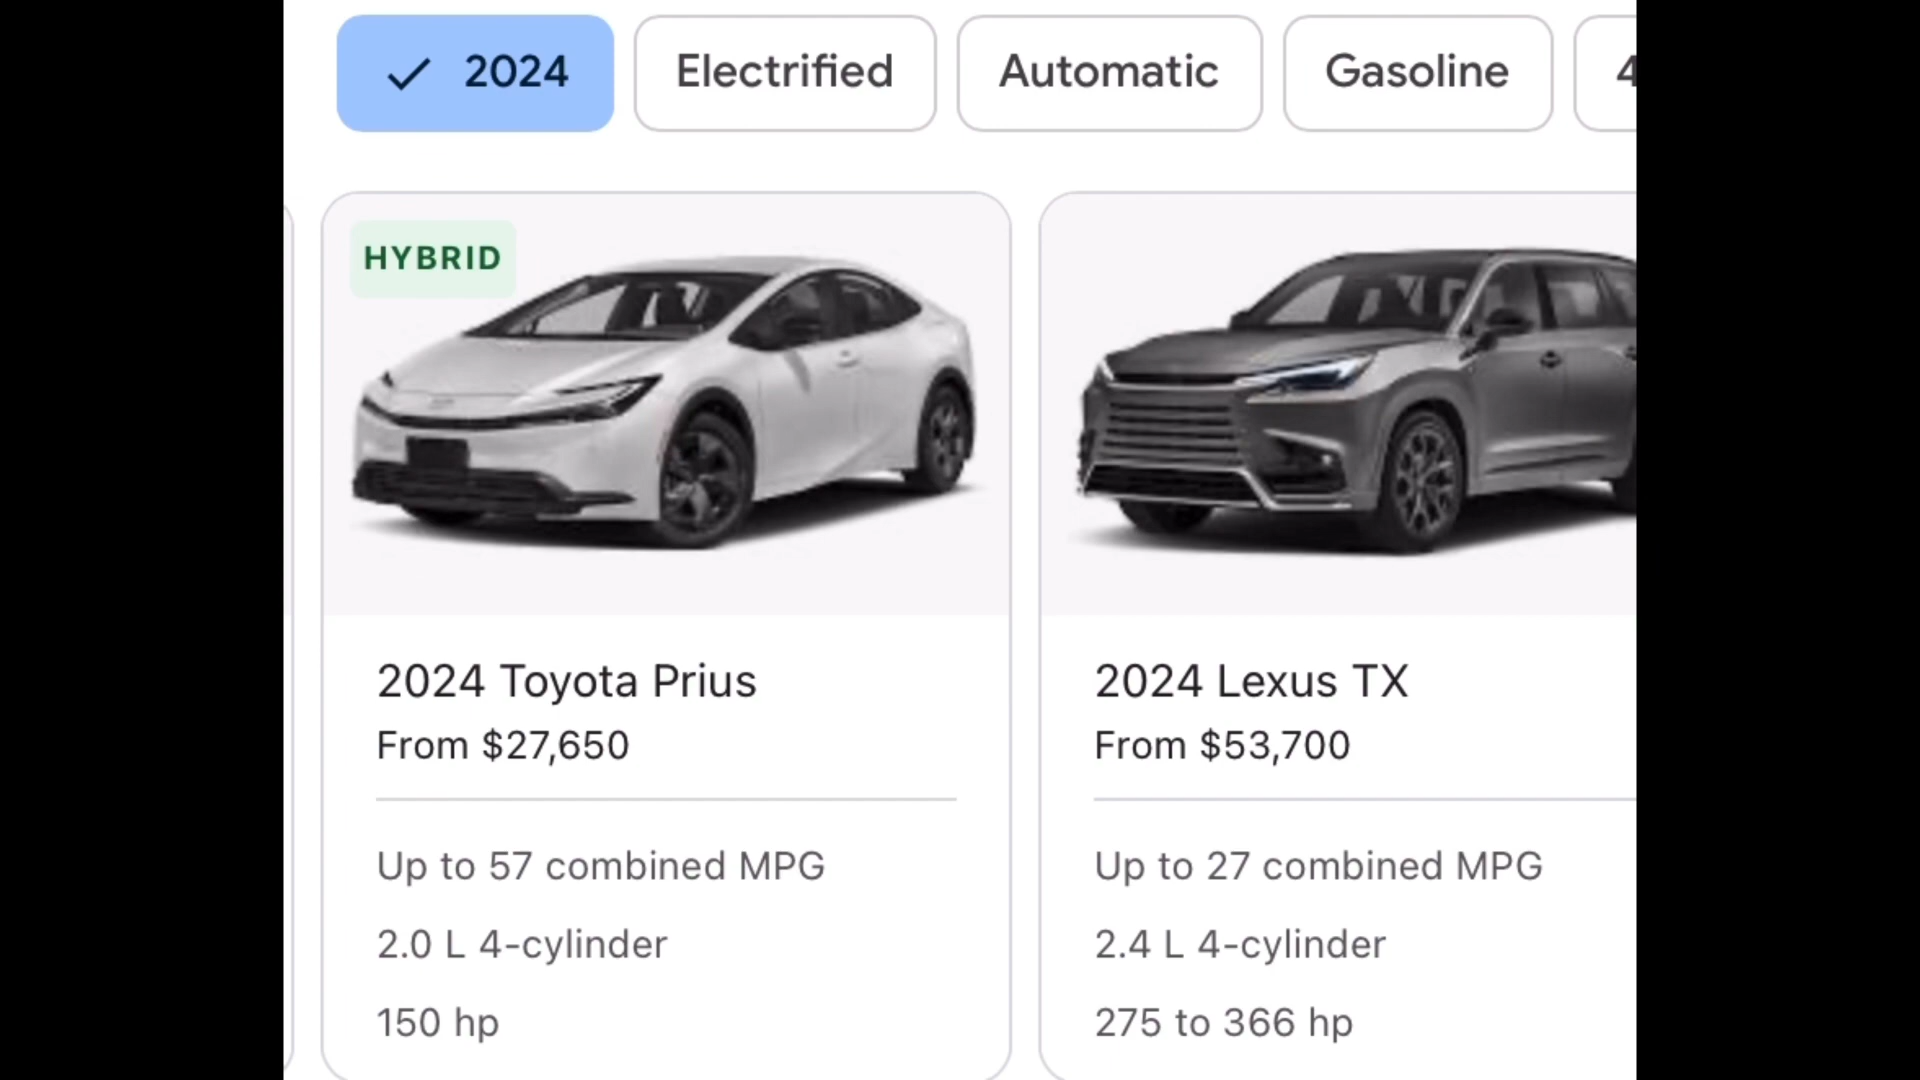 2024
Electrified
Automatic
Gasoline
4
HYBRID
2024 Toyota Prius
From $27,650
Up to 57 combined MPG
2.0 L 4-cylinder
150 hp
2024 Lexus TX
From $53,700
Up to 27 combined MPG
2.4 L 4-cylinder
275 to 366 hp